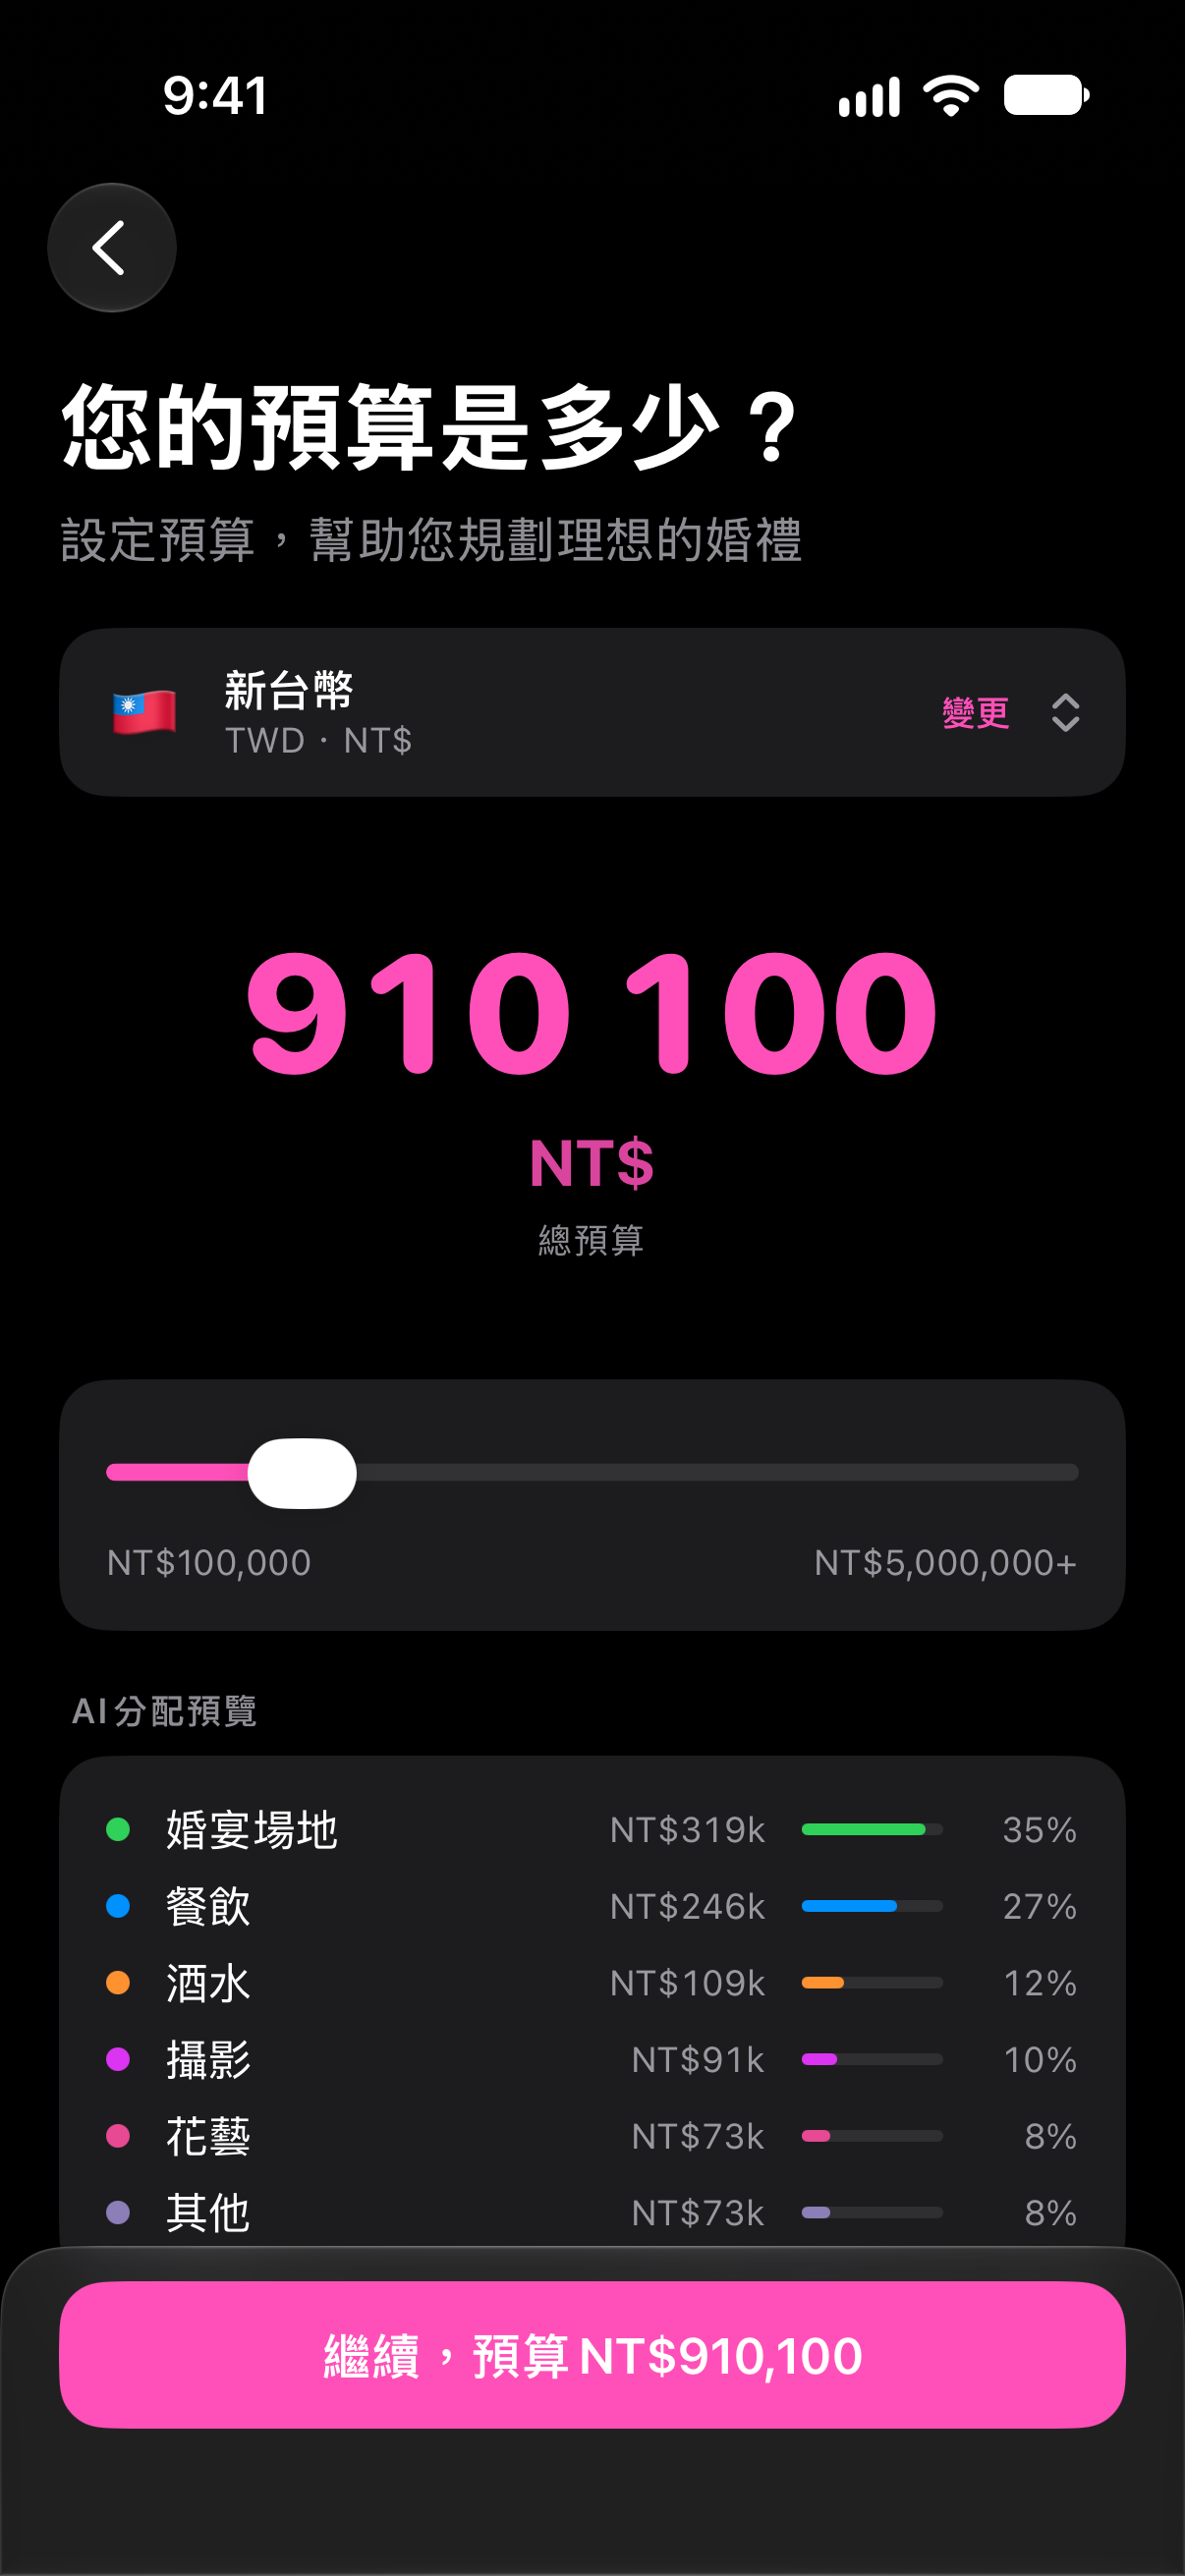 9:41
您的預算是多少？
設定預算，幫助您規劃理想的婚禮
新台幣
TWD · NT$
變更
910 100
NT$
總預算
NT$100,000
NT$5,000,000+
AI分配預覽
婚宴場地 NT$319k 35%
餐飲 NT$246k 27%
酒水 NT$109k 12%
攝影 NT$91k 10%
花藝 NT$73k 8%
其他 NT$73k 8%
繼續，預算 NT$910,100